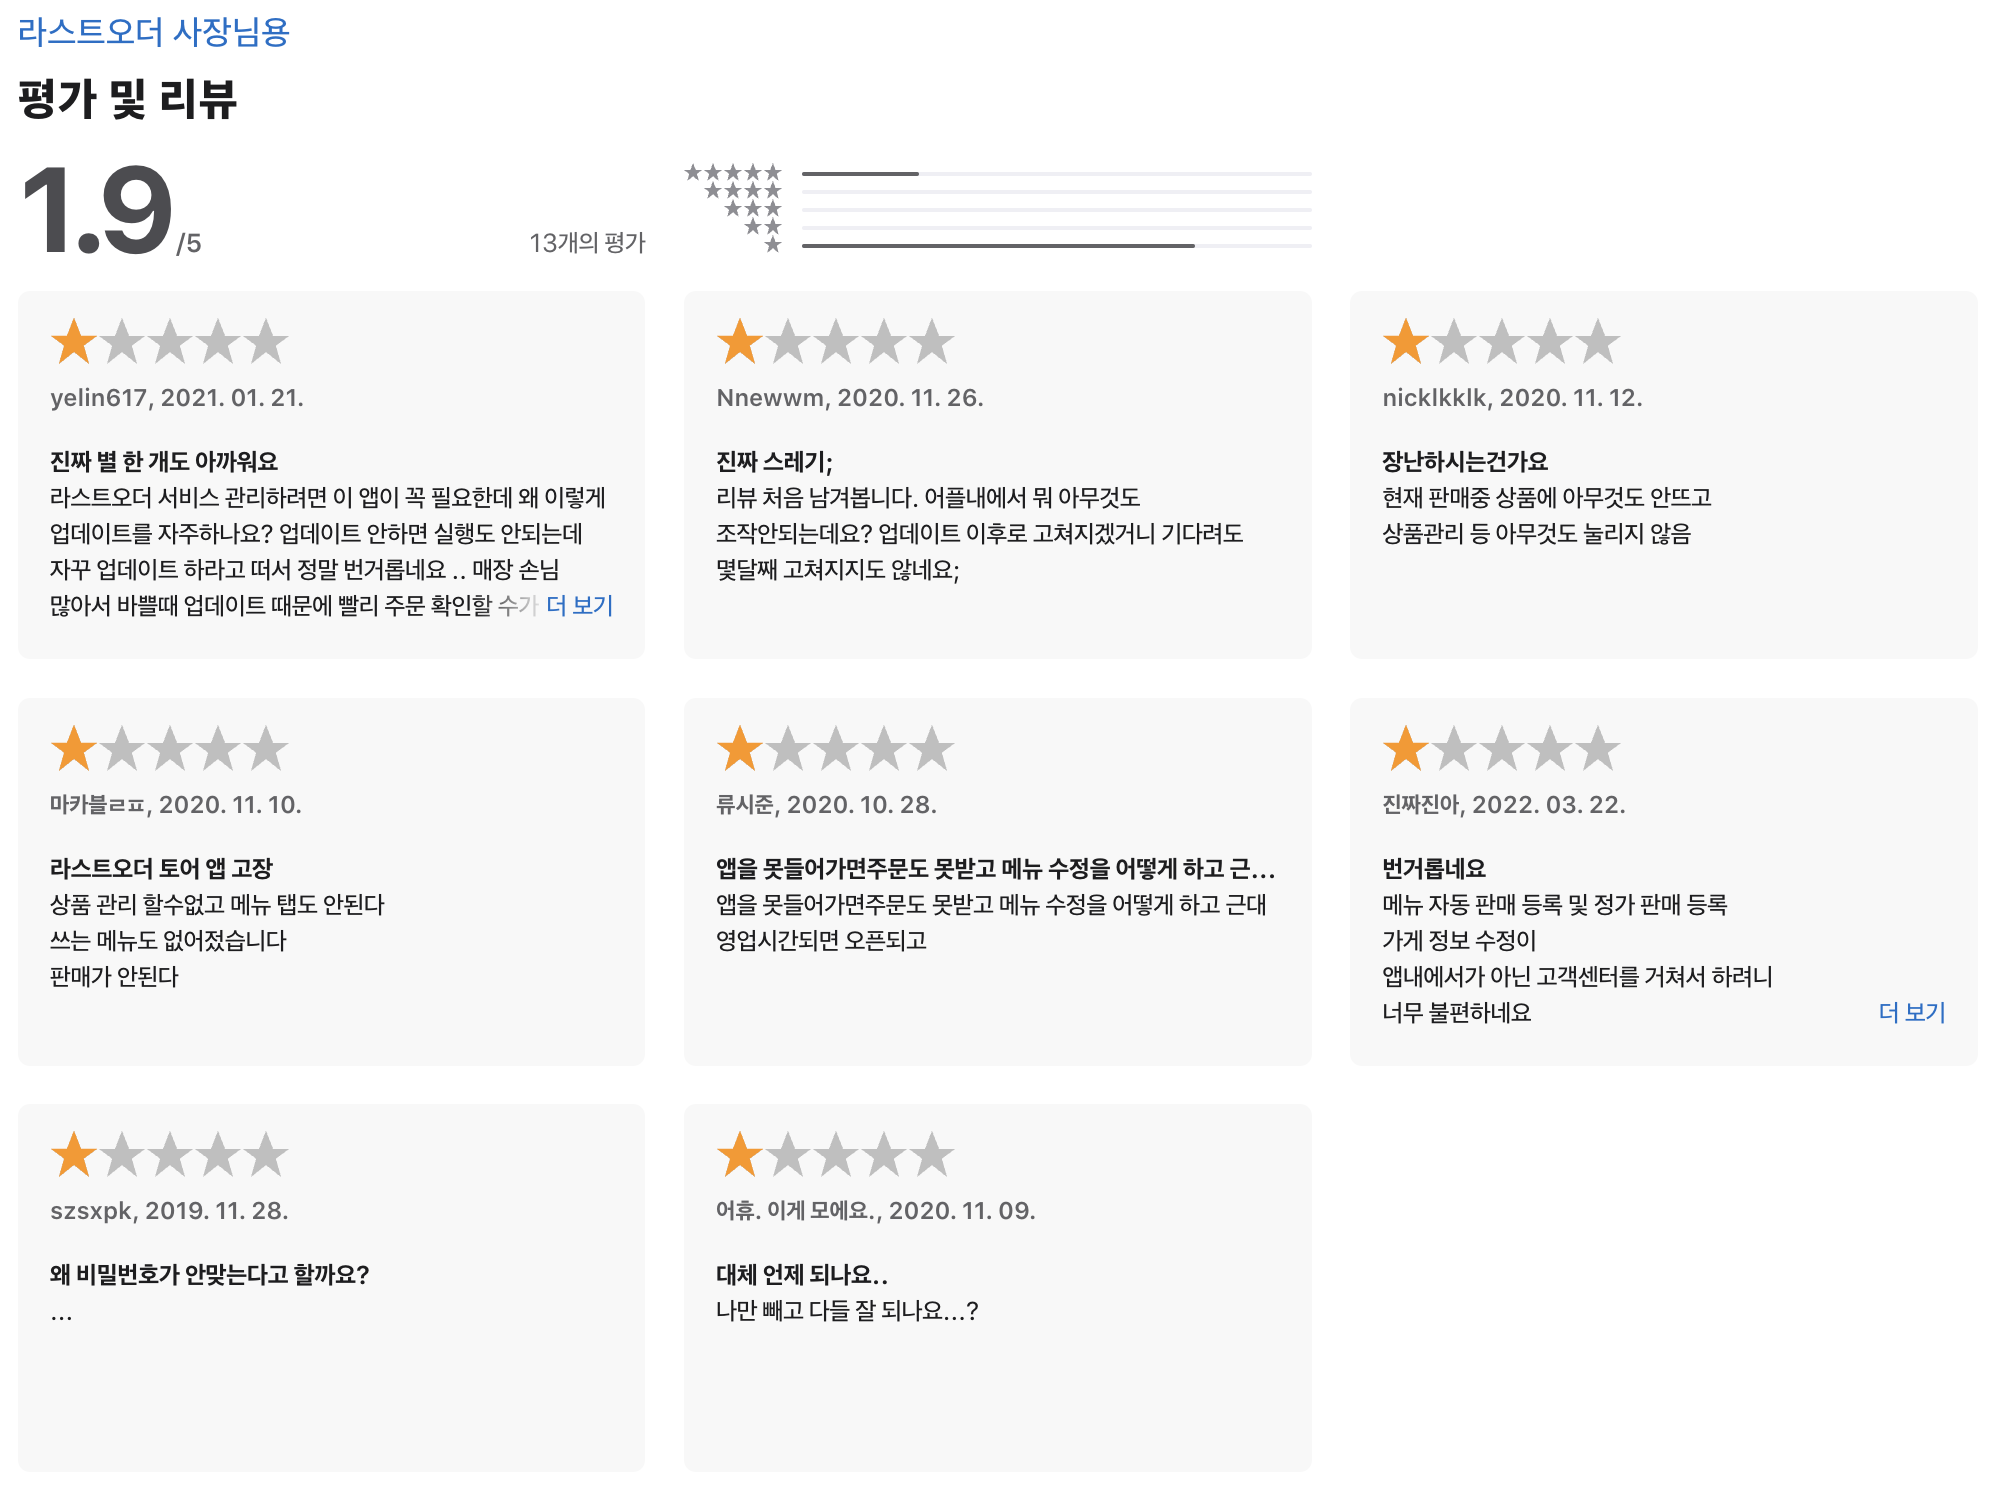 라스트오더 사장님용
평가 및 리뷰
1.9/5
13개의 평가
yelin617, 2021. 01. 21.
진짜 별 한 개도 아까워요
라스트오더 서비스 관리하려면 이 앱이 꼭 필요한데 왜 이렇게
업데이트를 자주하나요? 업데이트 안하면 실행도 안되는데
자꾸 업데이트 하라고 떠서 정말 번거롭네요 .. 매장 손님
많아서 바쁠때 업데이트 때문에 빨리 주문 확인할 수가 더 보기
Nnewwm, 2020. 11. 26.
진짜 스레기;
리뷰 처음 남겨봅니다. 어플내에서 뭐 아무것도
조작안되는데요? 업데이트 이후로 고쳐지겠거니 기다려도
몇달째 고쳐지지도 않네요;
nicklkklk, 2020. 11. 12.
장난하시는건가요
현재 판매중 상품에 아무것도 안뜨고
상품관리 등 아무것도 눌리지 않음
마카블ㄹㅍ, 2020. 11. 10.
라스트오더 토어 앱 고장
상품 관리 할수없고 메뉴 탭도 안된다
쓰는 메뉴도 없어젔습니다
판매가 안된다
류시준, 2020. 10. 28.
앱을 못들어가면주문도 못받고 메뉴 수정을 어떻게 하고 근...
앱을 못들어가면주문도 못받고 메뉴 수정을 어떻게 하고 근대
영업시간되면 오픈되고
진짜진아, 2022. 03. 22.
번거롭네요
메뉴 자동 판매 등록 및 정가 판매 등록
가게 정보 수정이
앱내에서가 아닌 고객센터를 거쳐서 하려니
너무 불편하네요 더 보기
szsxpk, 2019. 11. 28.
왜 비밀번호가 안맞는다고 할까요?
...
어휴. 이게 모에요., 2020. 11. 09.
대체 언제 되나요..
나만 빼고 다들 잘 되나요...?